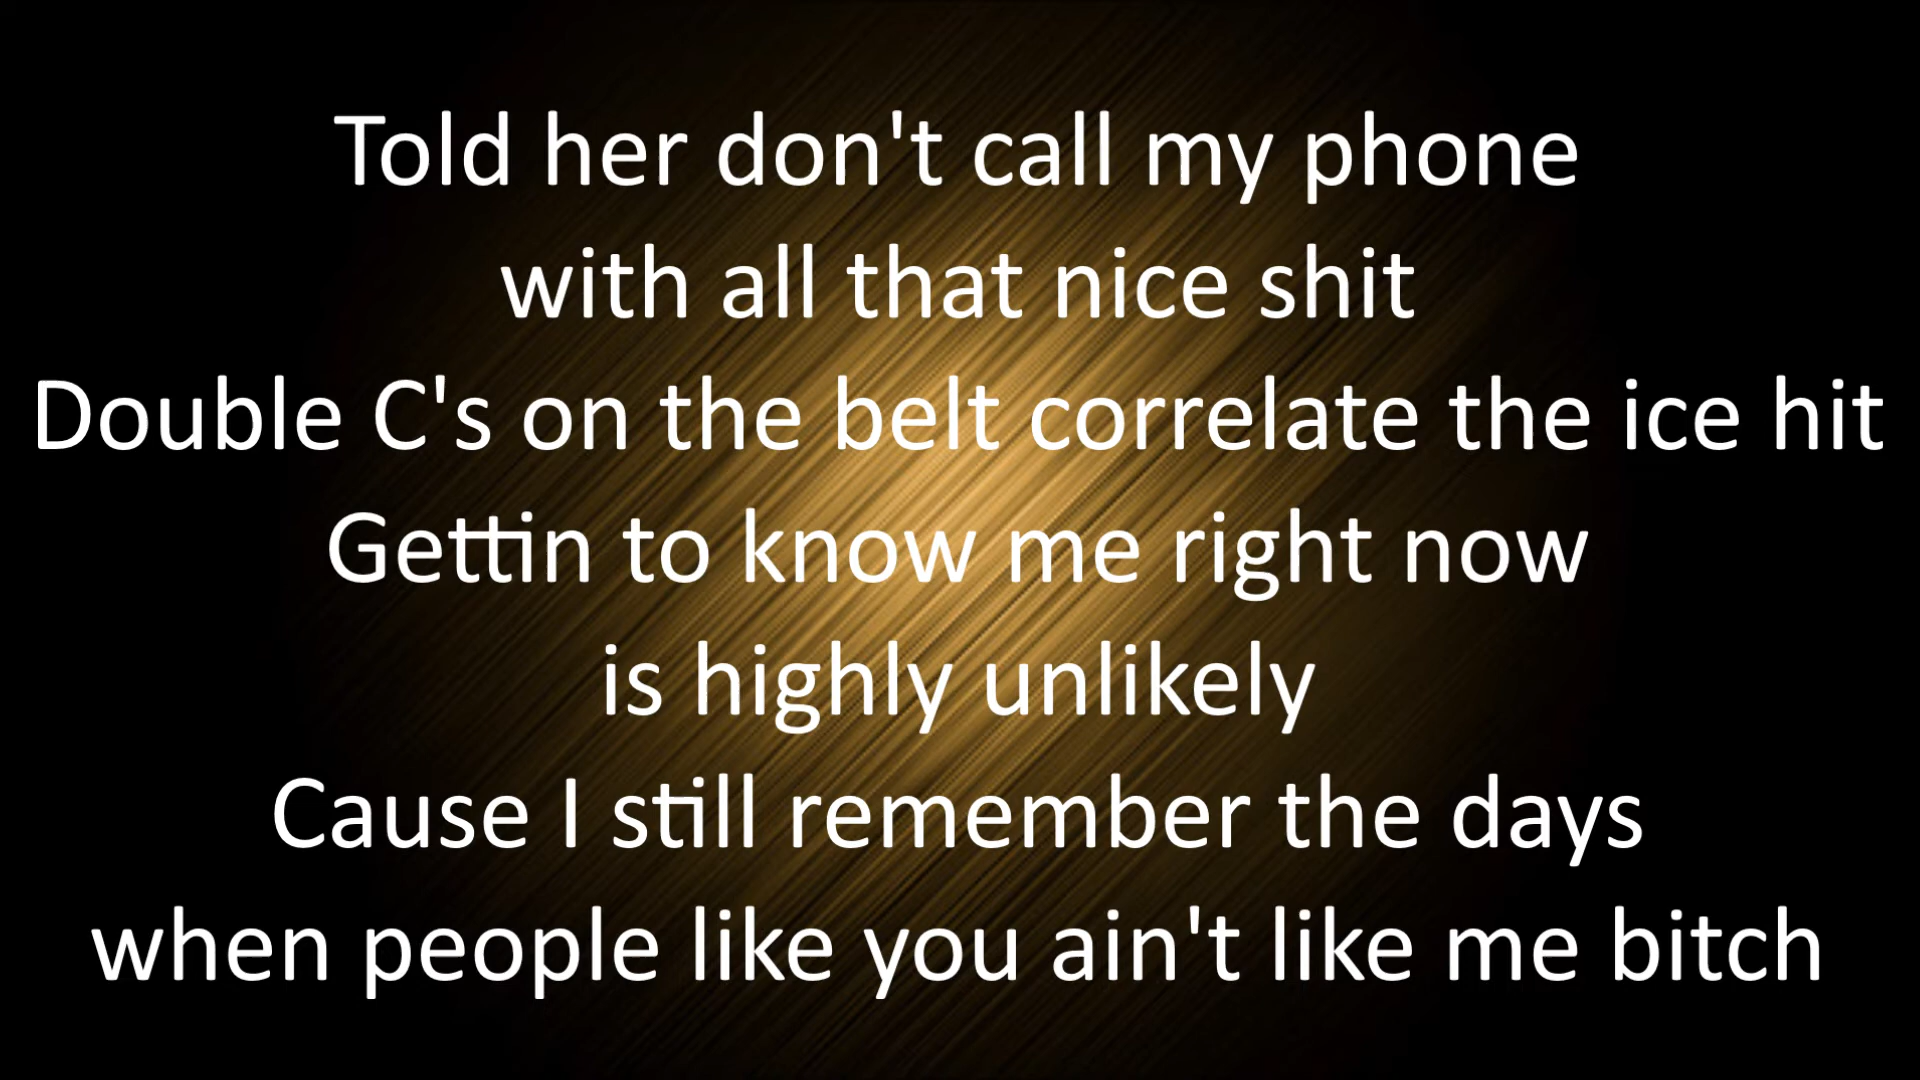 Told her don't call my phone
with all that nice shit
Double C's on the belt correlate the ice hit
Gettin to know me right now
is highly unlikely
Cause I still remember the days
when people like you ain't like me bitch